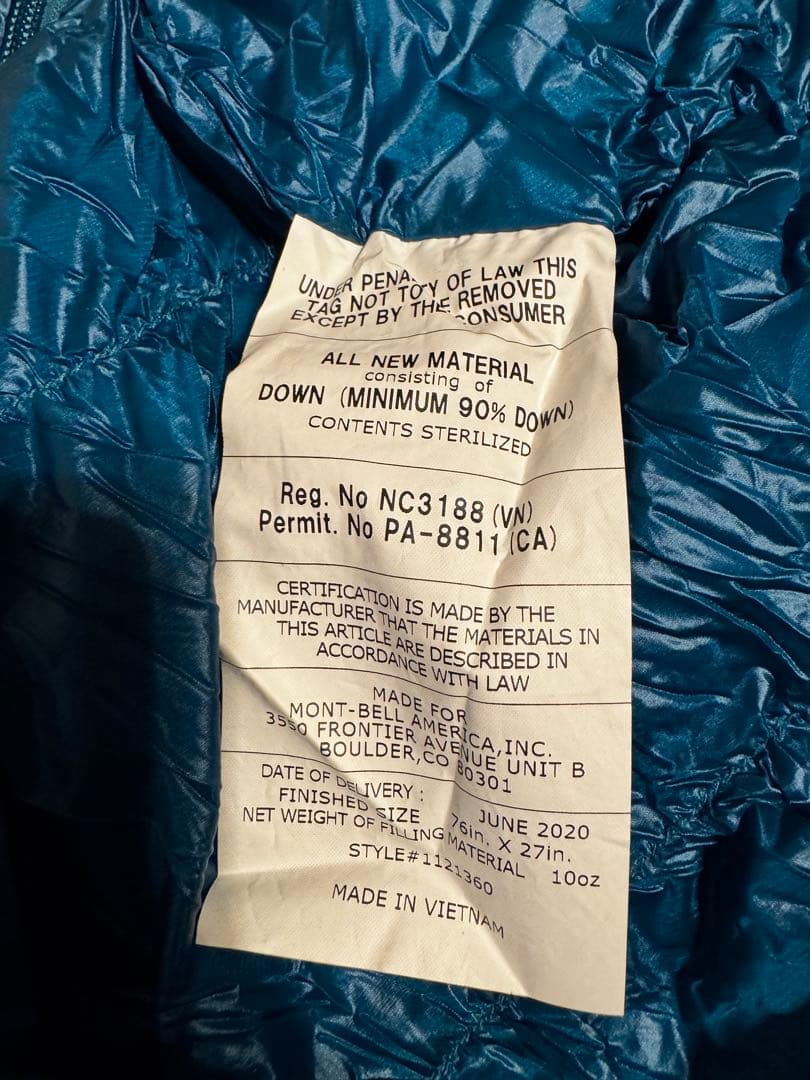 UNDER PENA TY OF LAW THIS
TAG NOT TO REMOVED
EXCEPT BY THE CONSUMER
ALL NEW MATERIAL
consisting of
DOWN (MINIMUM 90% DOWN)
CONTENTS STERILIZED
Reg. No NC3188 (VN)
Permit. No PA-8811 (CA)
CERTIFICATION IS MADE BY THE
MANUFACTURER THAT THE MATERIALS IN
THIS ARTICLE ARE DESCRIBED IN
ACCORDANCE WITH LAW
MADE FOR
MONT-BELL AMERICA,INC.
3550 FRONTIER AVENUE UNIT B
BOULDER,CO 80301
DATE OF DELIVERY : JUNE 2020
FINISHED SIZE 76in. X 27in.
NET WEIGHT OF FILLING MATERIAL 10oz
STYLE#1121360
MADE IN VIETNAM